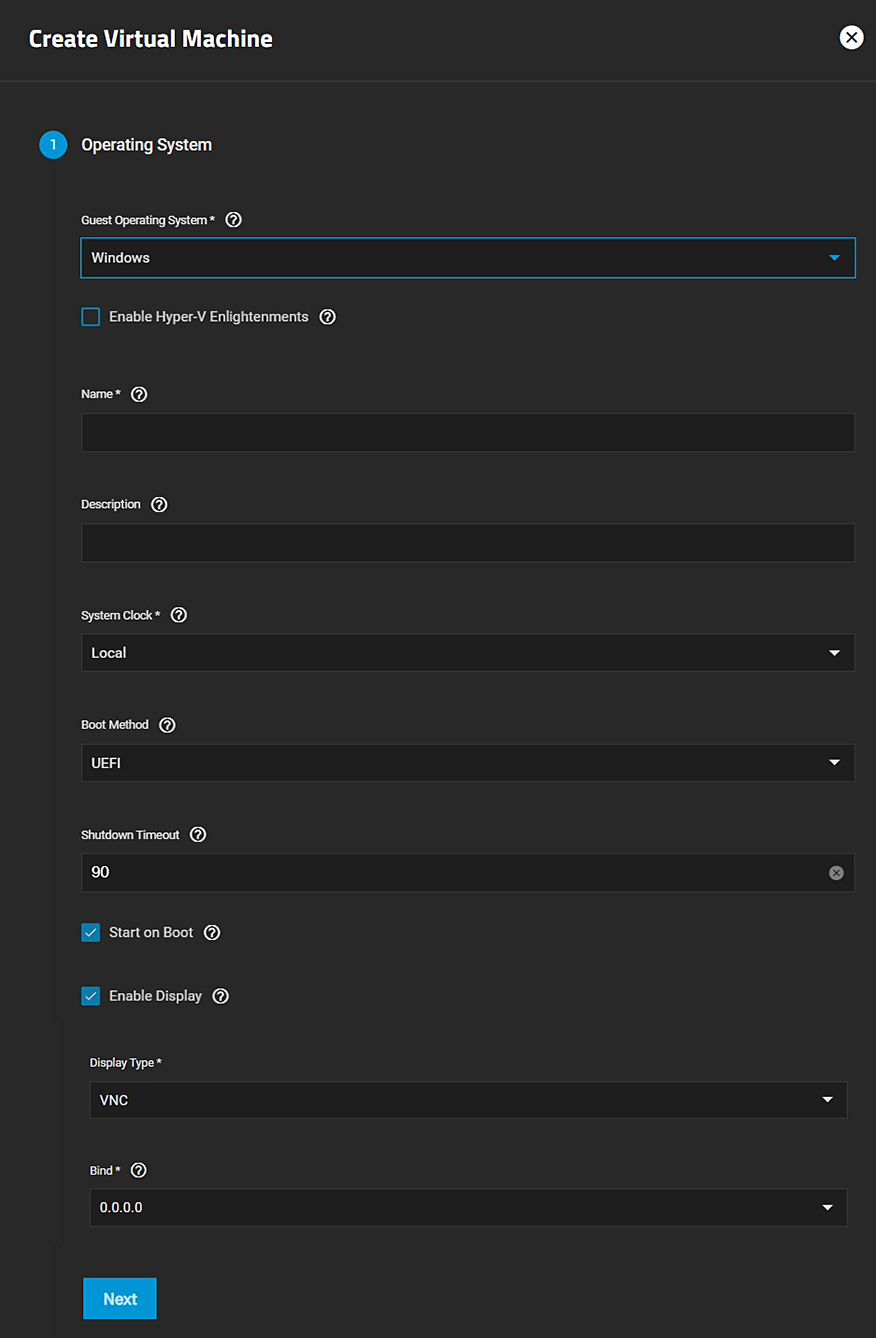 Create Virtual Machine
1 Operating System
Guest Operating System *
Windows
Enable Hyper-V Enlightenments
Name *
Description
System Clock *
Local
Boot Method
UEFI
Shutdown Timeout
90
Start on Boot
Enable Display
Display Type *
VNC
Bind *
0.0.0.0
Next